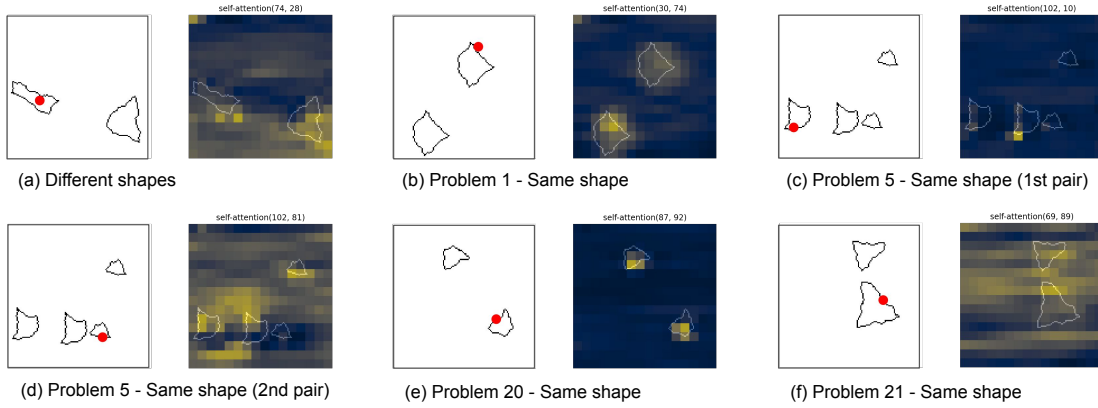 self-attention(74, 28)
self-attention(30, 74)
self-attention(102, 10)
(a) Different shapes
(b) Problem 1 - Same shape
(c) Problem 5 - Same shape (1st pair)
self-attention(102, 81)
self-attention(87, 92)
self-attention(69, 89)
(d) Problem 5 - Same shape (2nd pair)
(e) Problem 20 - Same shape
(f) Problem 21 - Same shape